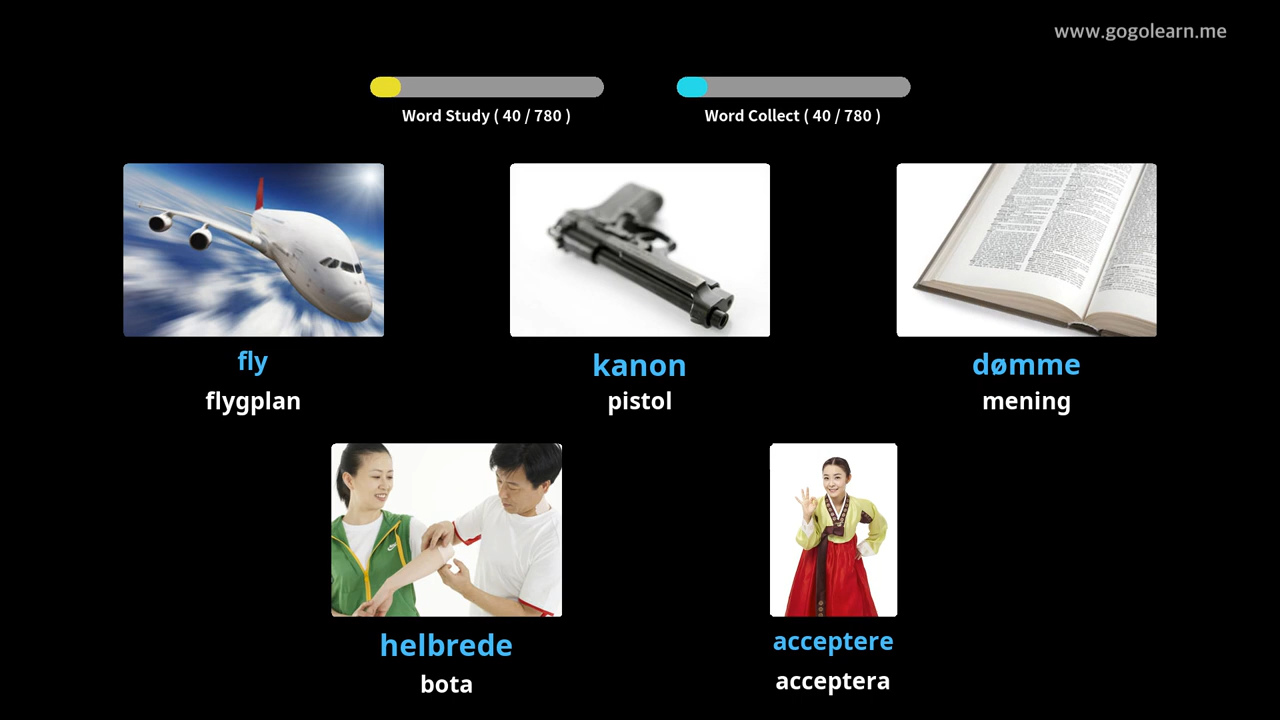 www.gogolearn.me
Word Study ( 40 / 780 )
Word Collect ( 40 / 780 )
fly
flygplan
kanon
pistol
dømme
mening
helbrede
bota
acceptere
acceptera